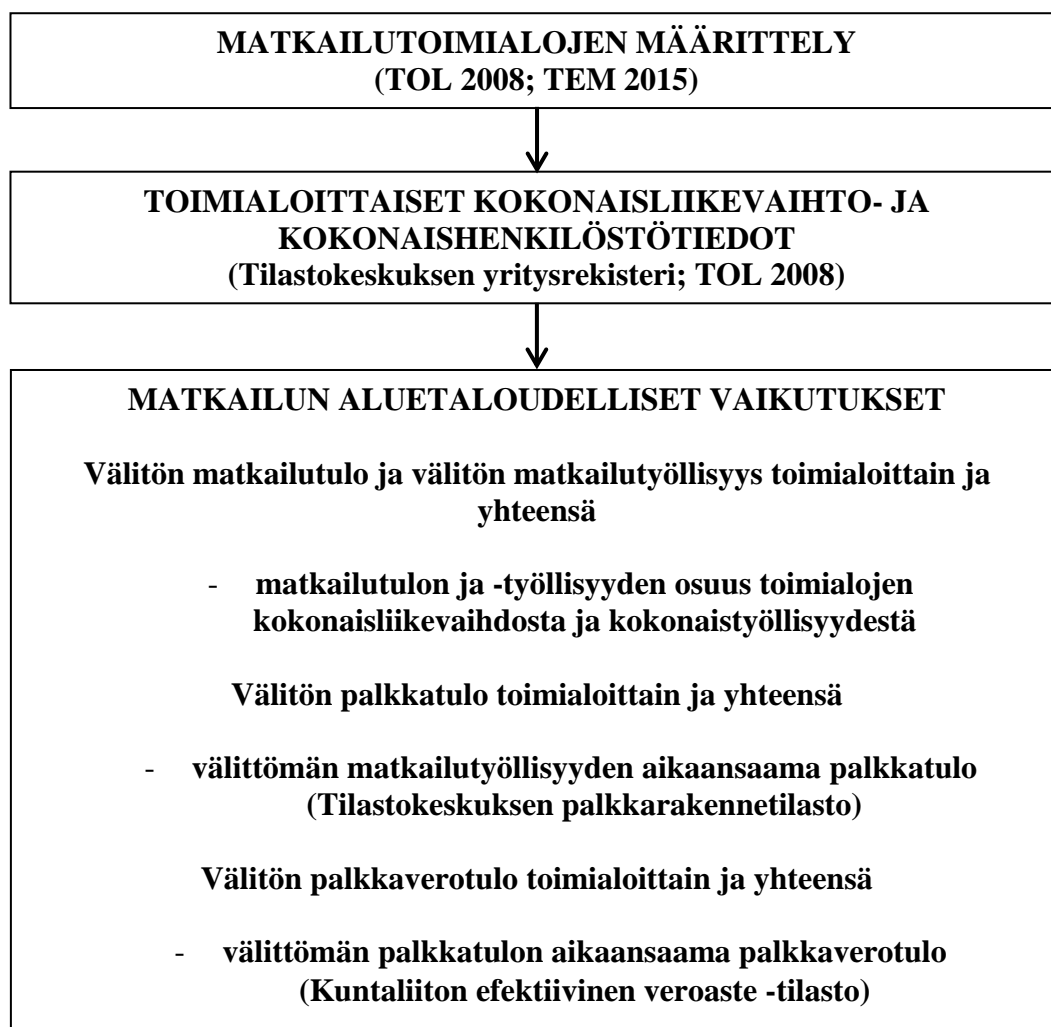 MATKAILUTOIMIALOJEN MÄÄRITTELY
(TOL 2008; TEM 2015)
TOIMIALOITTAISET KOKONAISLIIKEVAIHTO- JA
KOKONAISHENKILÖSTÖTIEDOT
(Tilastokeskuksen yritysrekisteri; TOL 2008)
MATKAILUN ALUETALOUDELLISET VAIKUTUKSET
Välitön matkailutulo ja välitön matkailutyöllisyys toimialoittain ja
yhteensä
- matkailutulon ja -työllisyyden osuus toimialojen
kokonaisliikevaihdosta ja kokonaistyöllisyydestä
Välitön palkkatulo toimialoittain ja yhteensä
- välittömän matkailutyöllisyyden aikaansaama palkkatulo
(Tilastokeskuksen palkkarakennetilasto)
Välitön palkkaverotulo toimialoittain ja yhteensä
- välittömän palkkatulon aikaansaama palkkaverotulo
(Kuntaliiton efektiivinen veroaste -tilasto)